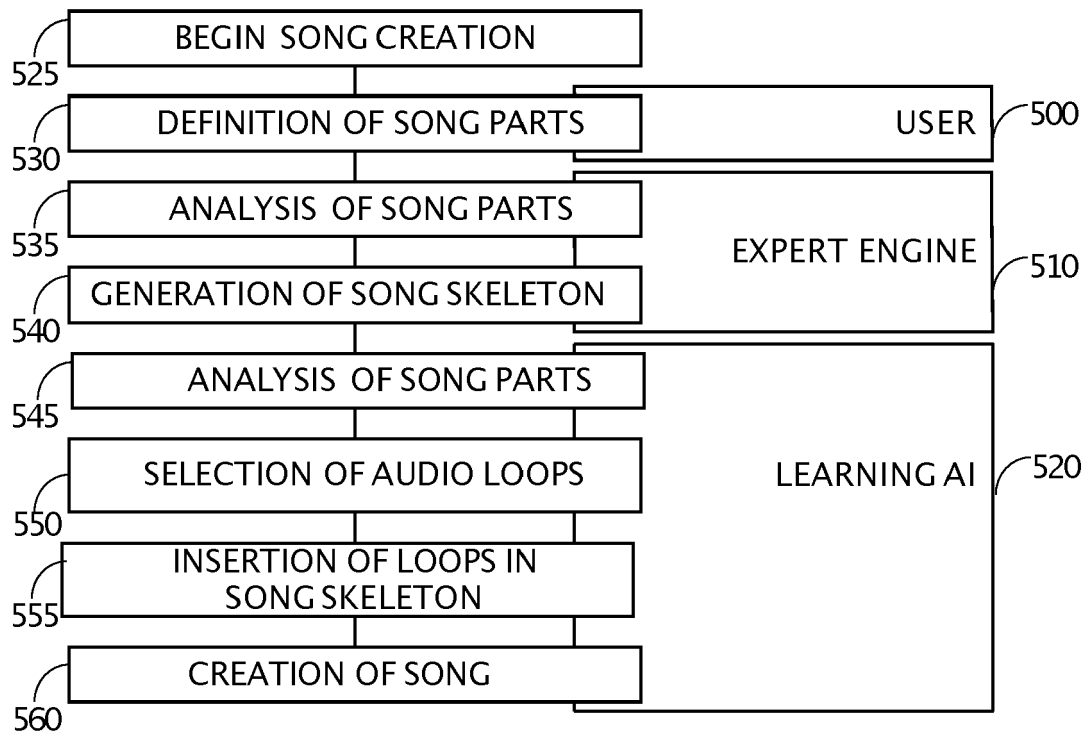 BEGIN SONG CREATION
525
DEFINITION OF SONG PARTS
USER
500
530
ANALYSIS OF SONG PARTS
535
EXPERT ENGINE
510
GENERATION OF SONG SKELETON
540
ANALYSIS OF SONG PARTS
545
SELECTION OF AUDIO LOOPS
LEARNING AI
520
550
INSERTION OF LOOPS IN
SONG SKELETON
555
CREATION OF SONG
560